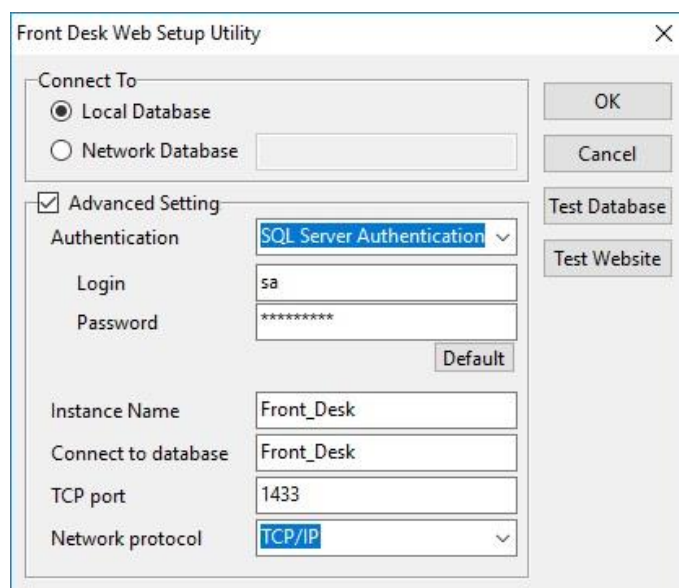 Front Desk Web Setup Utility
Connect To
Local Database
Network Database
OK
Cancel
Test Database
Test Website
Advanced Setting
Authentication SQL Server Authentication
Login sa
Password *********
Default
Instance Name Front_Desk
Connect to database Front_Desk
TCP port 1433
Network protocol TCP/IP